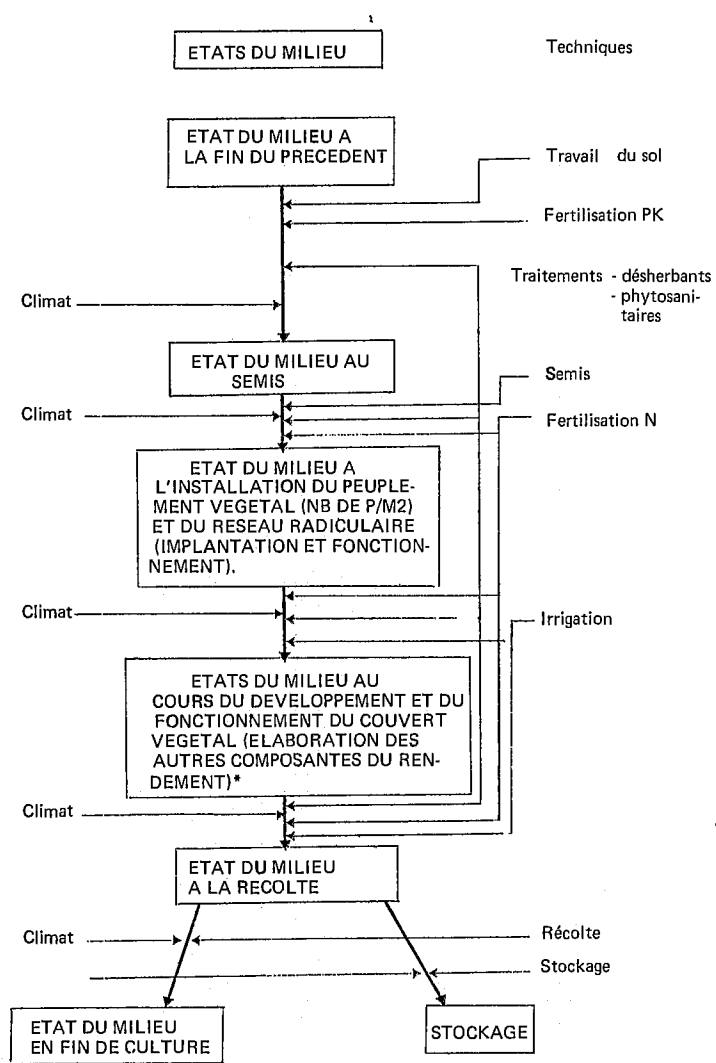 ETATS DU MILIEU
Techniques
ETAT DU MILIEU A
LA FIN DU PRECEDENT
Travail du sol
Fertilisation PK
Traitements - désherbants
- phytosani-
taires
Climat
ETAT DU MILIEU AU
SEMIS
Semis
Climat
Fertilisation N
ETAT DU MILIEU A
L'INSTALLATION DU PEUPLE-
MENT VEGETAL (NB DE P/M2)
ET DU RESEAU RADICULAIRE
(IMPLANTATION ET FONCTION-
NEMENT).
Climat
Irrigation
ETATS DU MILIEU AU
COURS DU DEVELOPPEMENT ET DU
FONCTIONNEMENT DU COUVERT
VEGETAL (ELABORATION DES
AUTRES COMPOSANTES DU REN-
DEMENT)*
Climat
ETAT DU MILIEU
A LA RECOLTE
Climat
Récolte
Stockage
ETAT DU MILIEU
EN FIN DE CULTURE
STOCKAGE